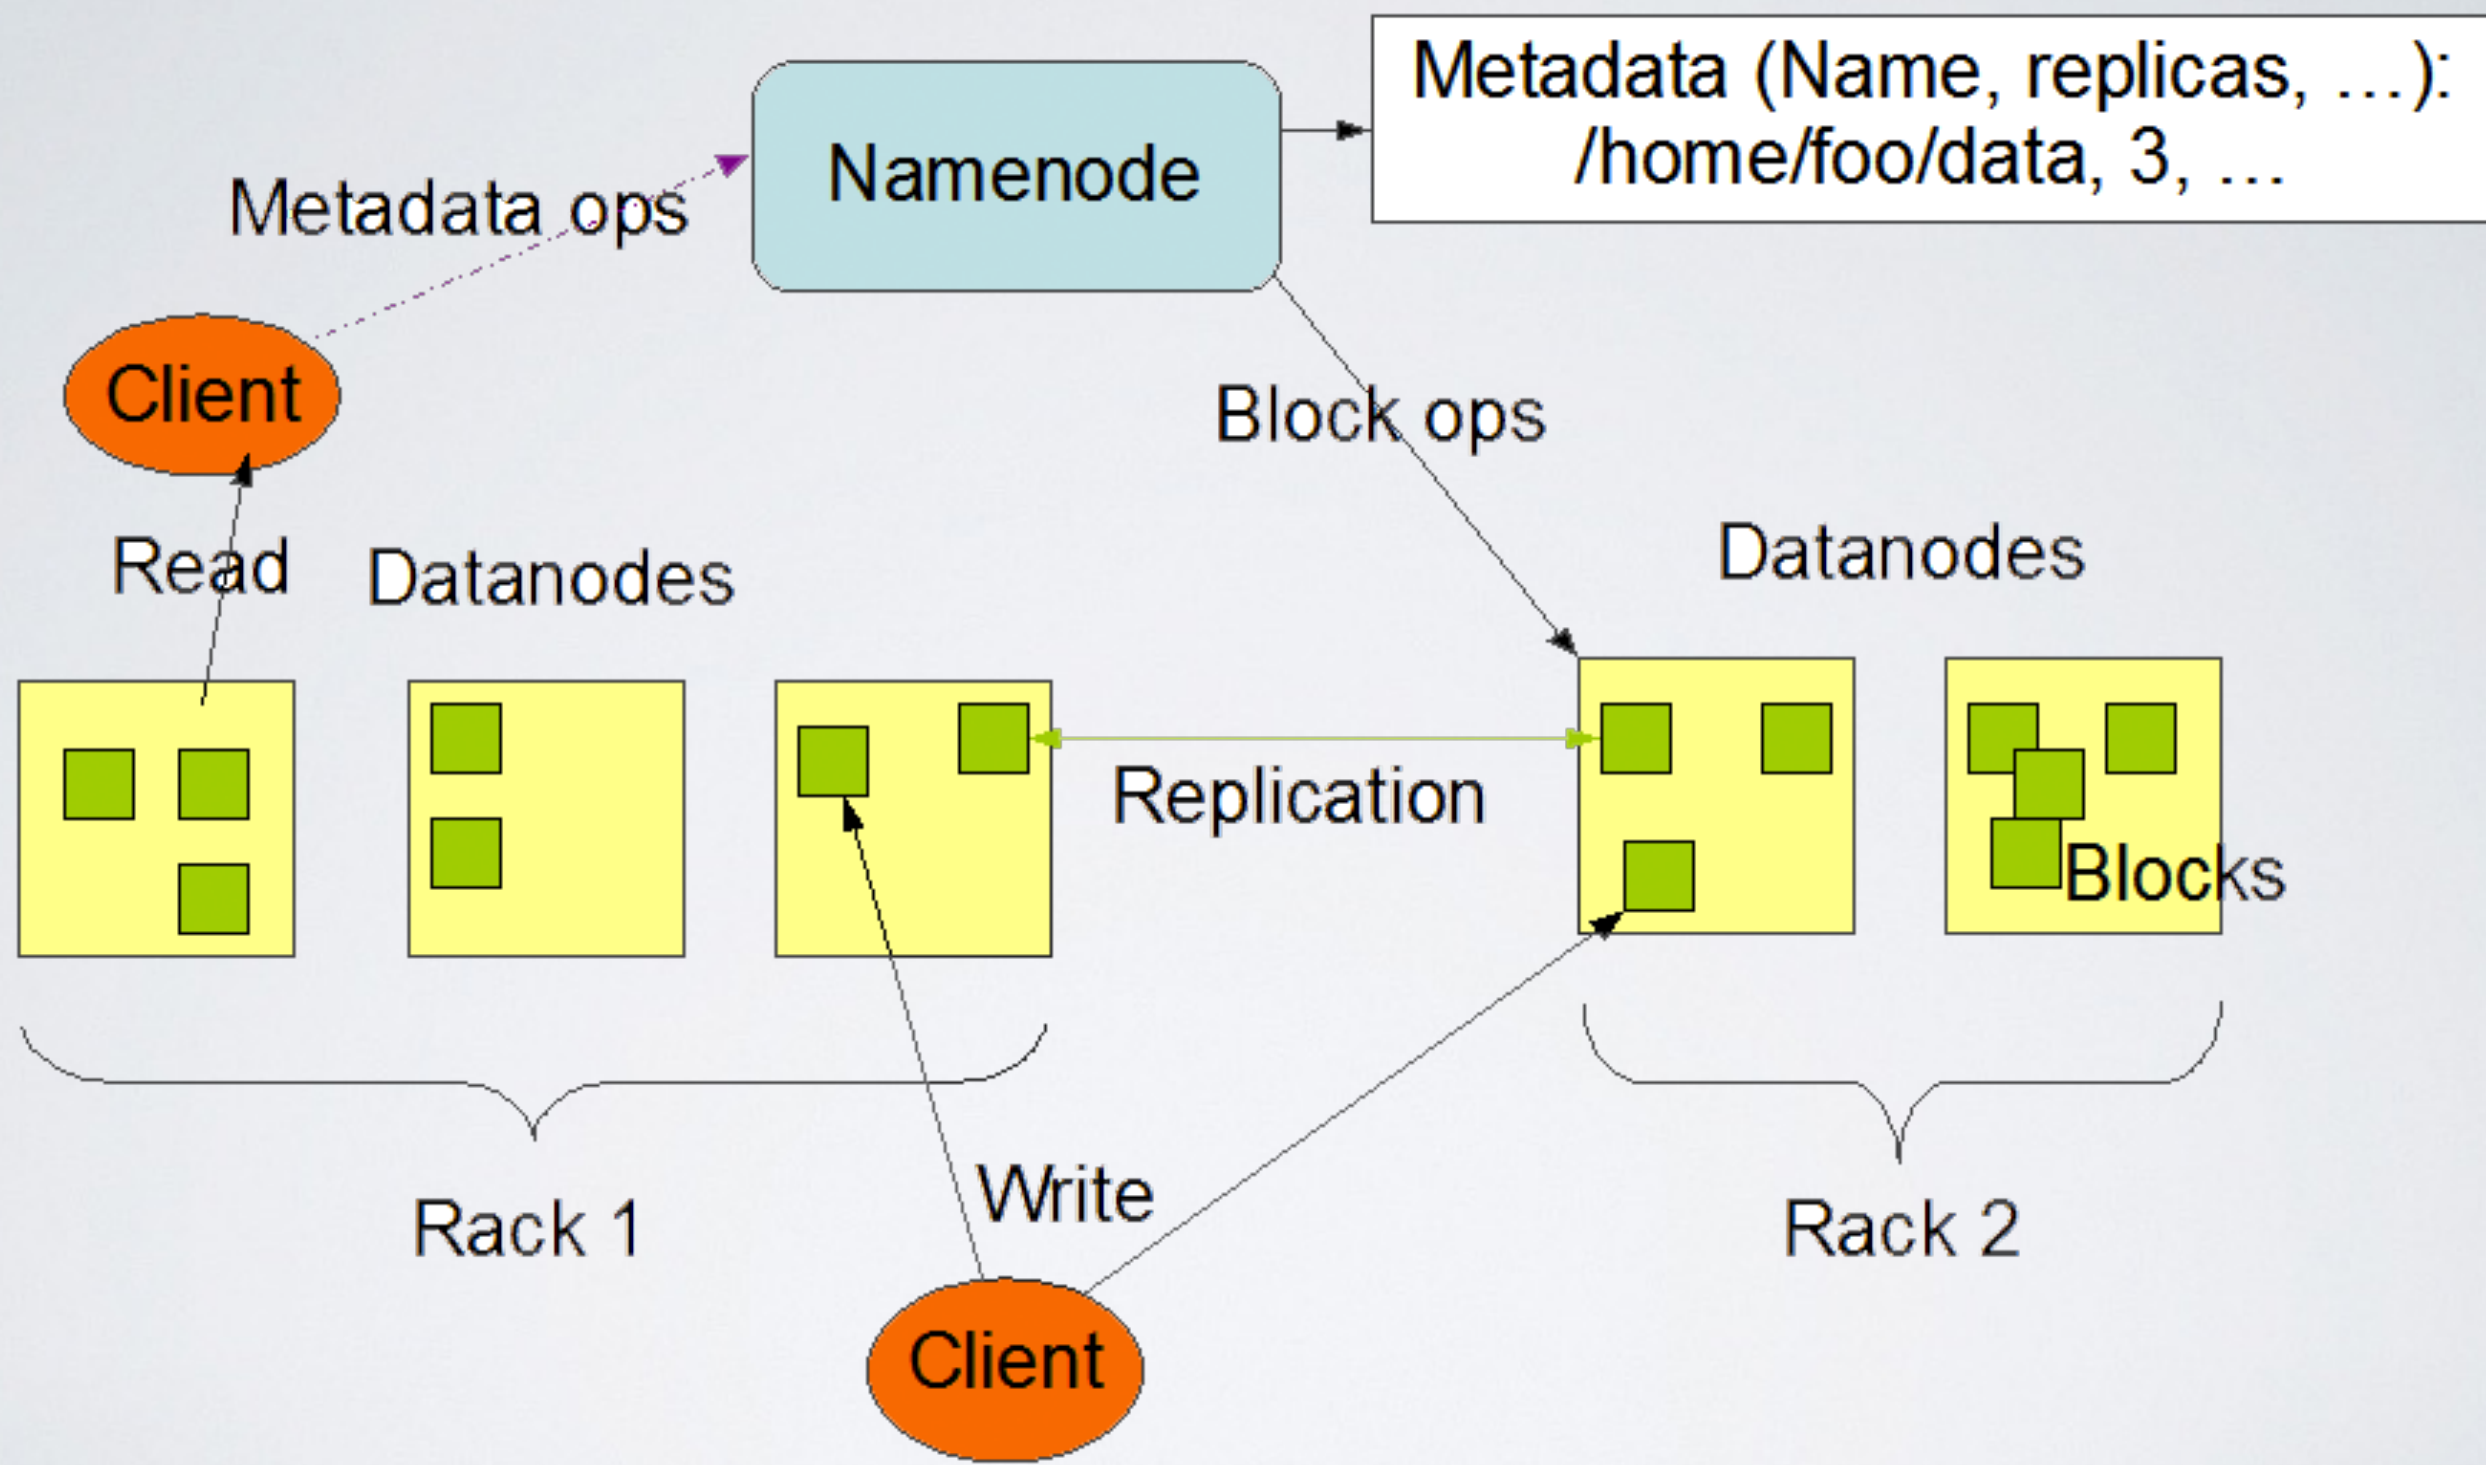 Metadata (Name, replicas, ...):
/home/foo/data, 3, ...
Namenode
Metadata ops
Client
Block ops
Read
Datanodes
Datanodes
Replication
Blocks
Write
Rack 1
Rack 2
Client